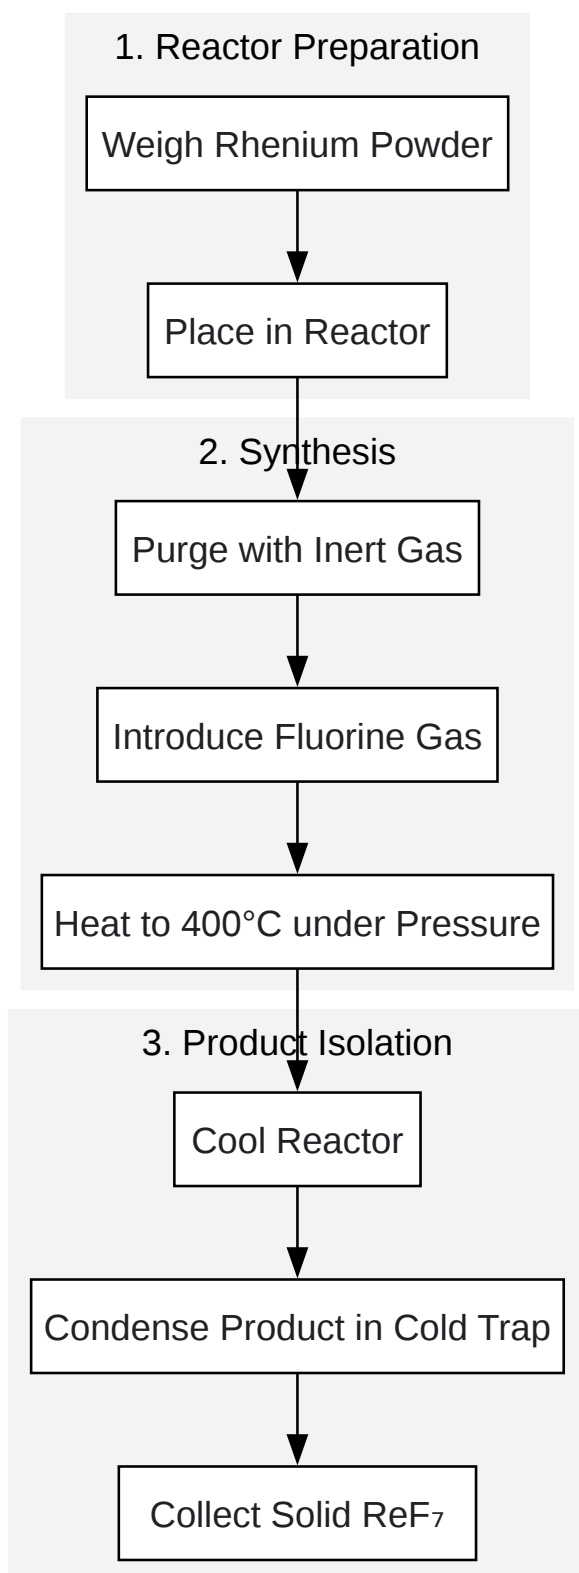 1. Reactor Preparation
Weigh Rhenium Powder
Place in Reactor
2. Synthesis
Purge with Inert Gas
Introduce Fluorine Gas
Heat to 400°C under Pressure
3. Product Isolation
Cool Reactor
Condense Product in Cold Trap
Collect Solid ReF₇